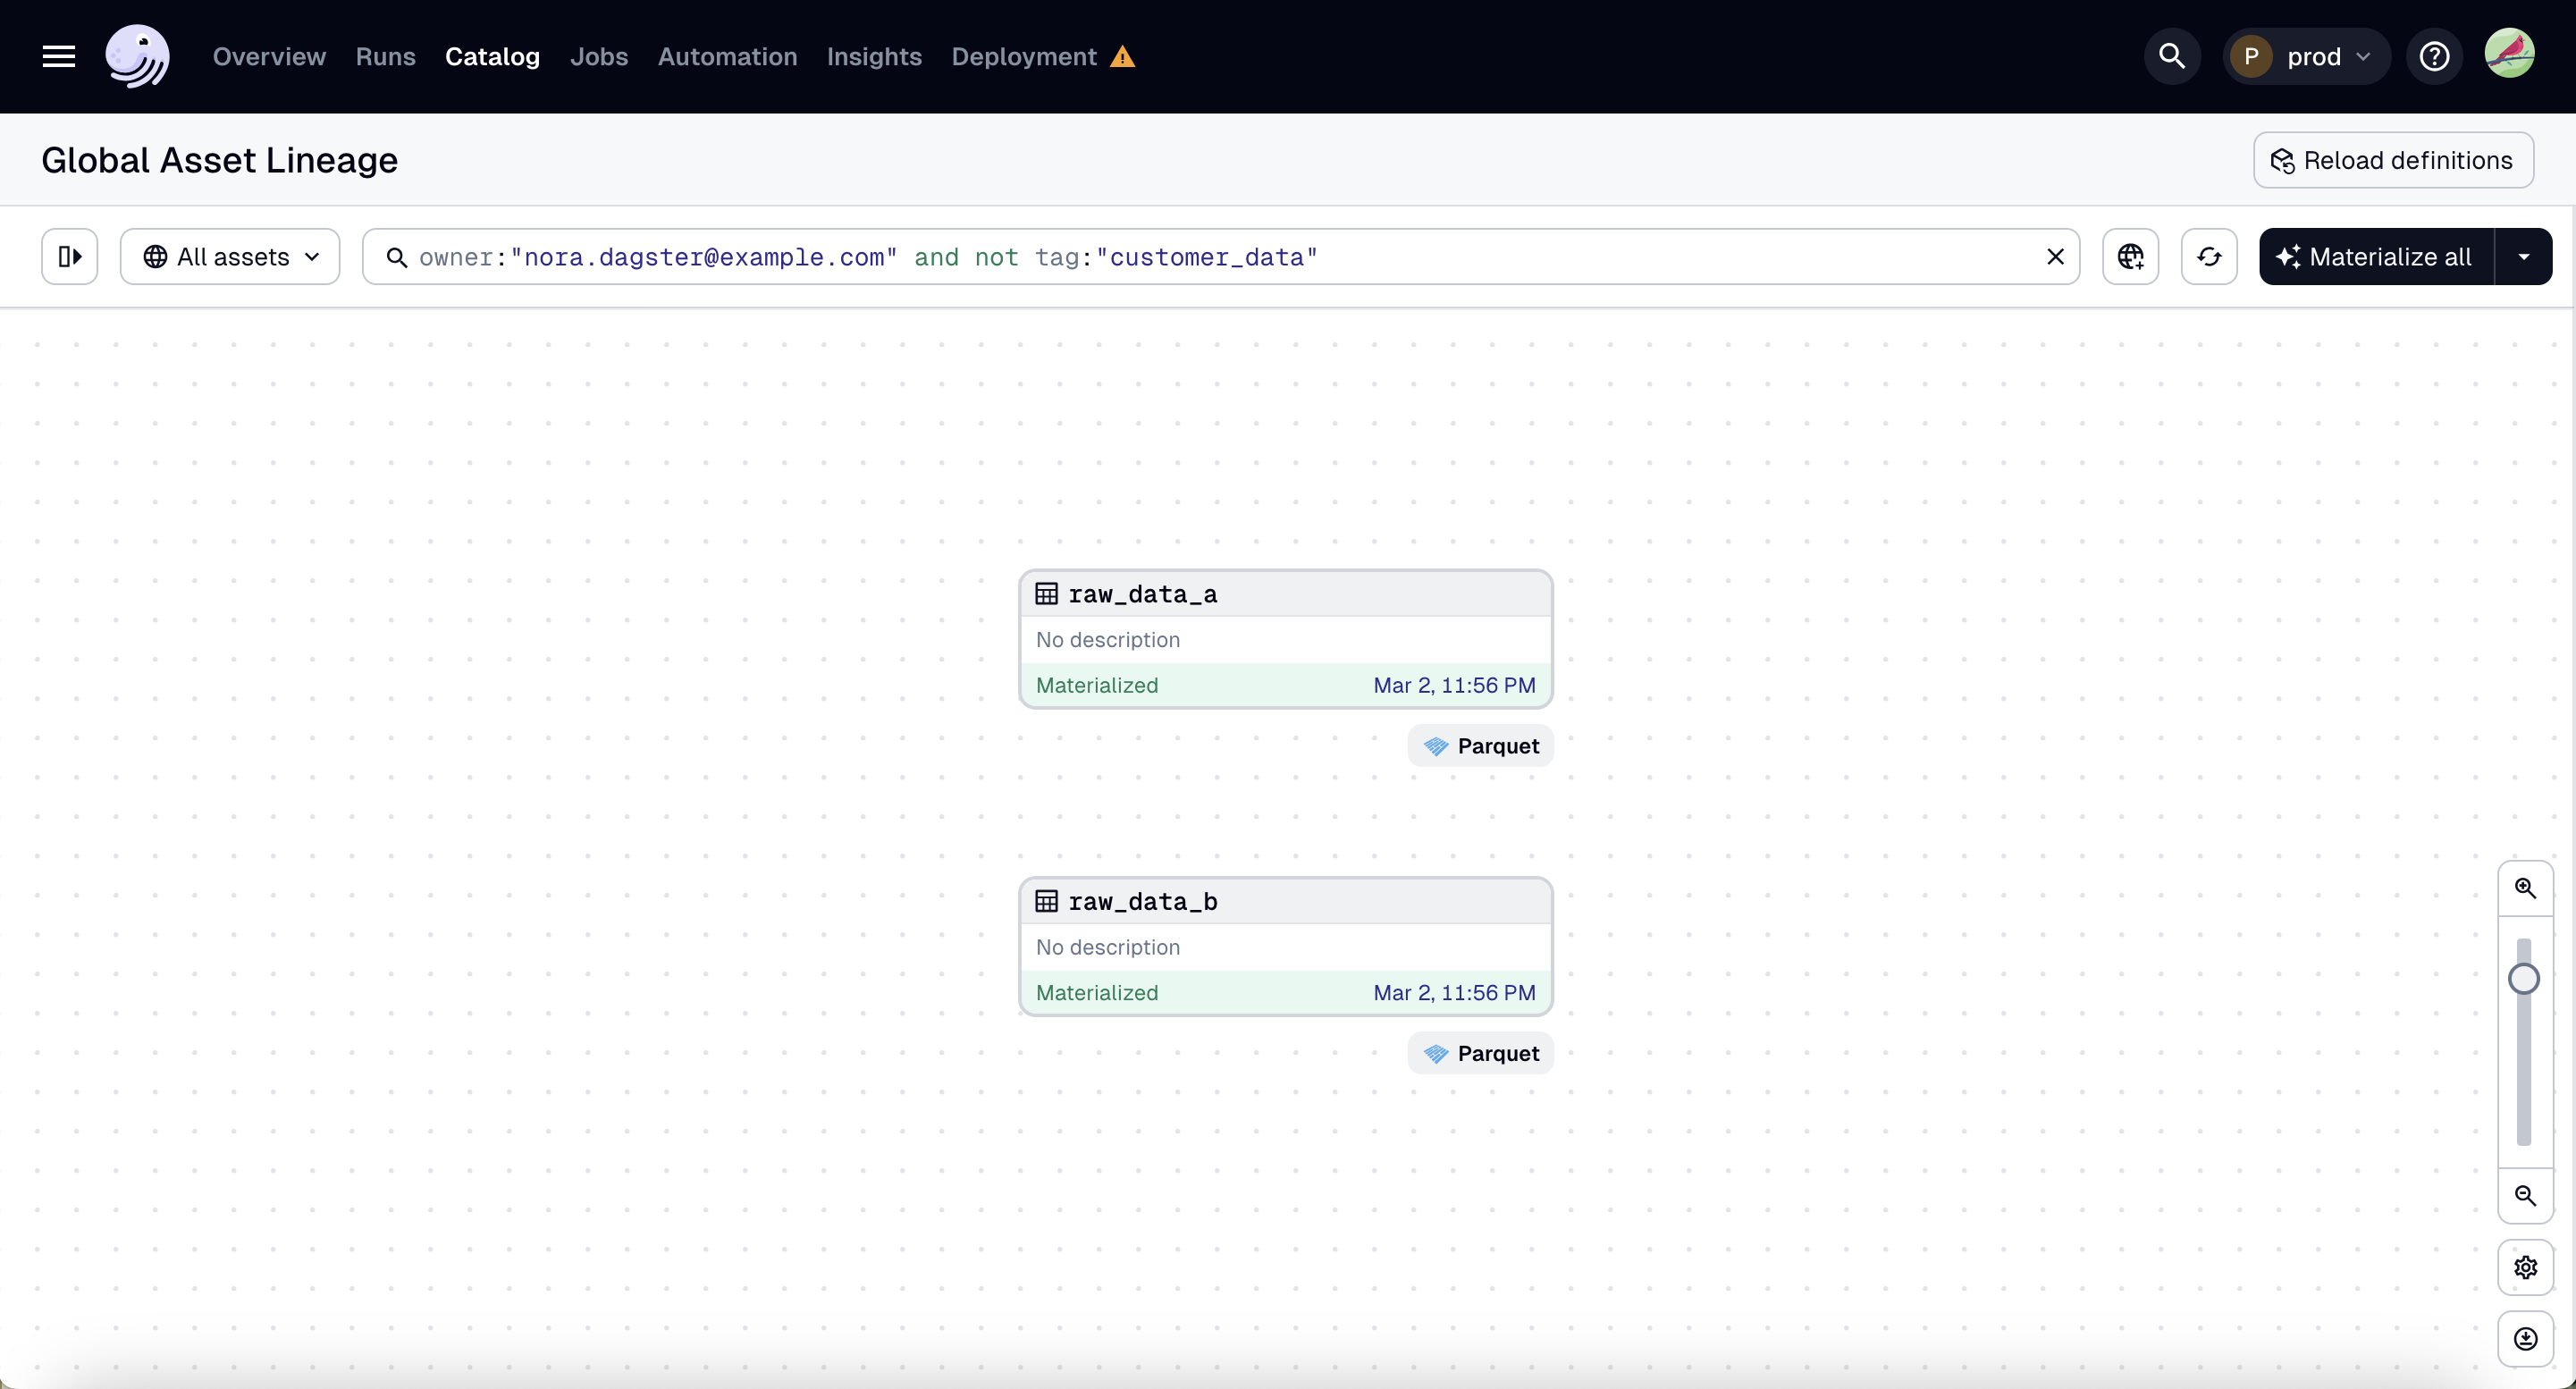 Overview Runs Catalog Jobs Automation Insights Deployment P prod
Global Asset Lineage Reload definitions
All assets owner:"nora.dagster@example.com" and not tag:"customer_data" Materialize all
raw_data_a
No description
Materialized Mar 2, 11:56 PM
Parquet
raw_data_b
No description
Materialized Mar 2, 11:56 PM
Parquet